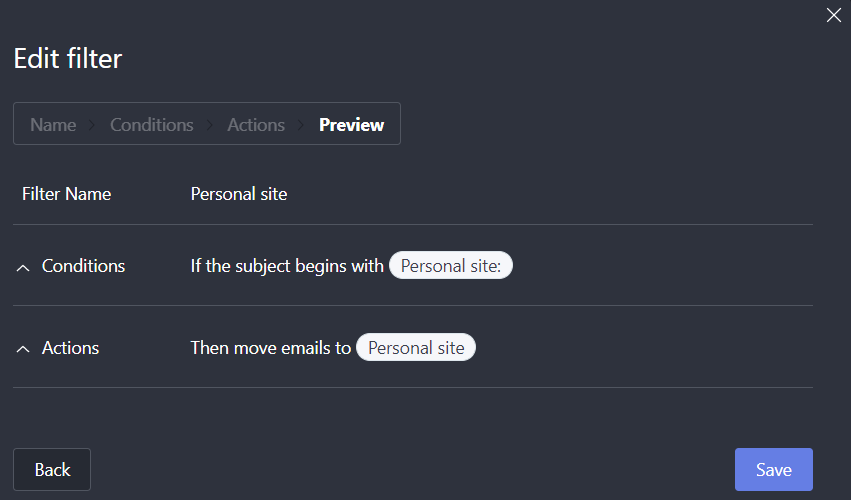 Edit filter
Name Conditions Actions Preview
Filter Name Personal site
Conditions If the subject begins with Personal site:
Actions Then move emails to Personal site
Back Save